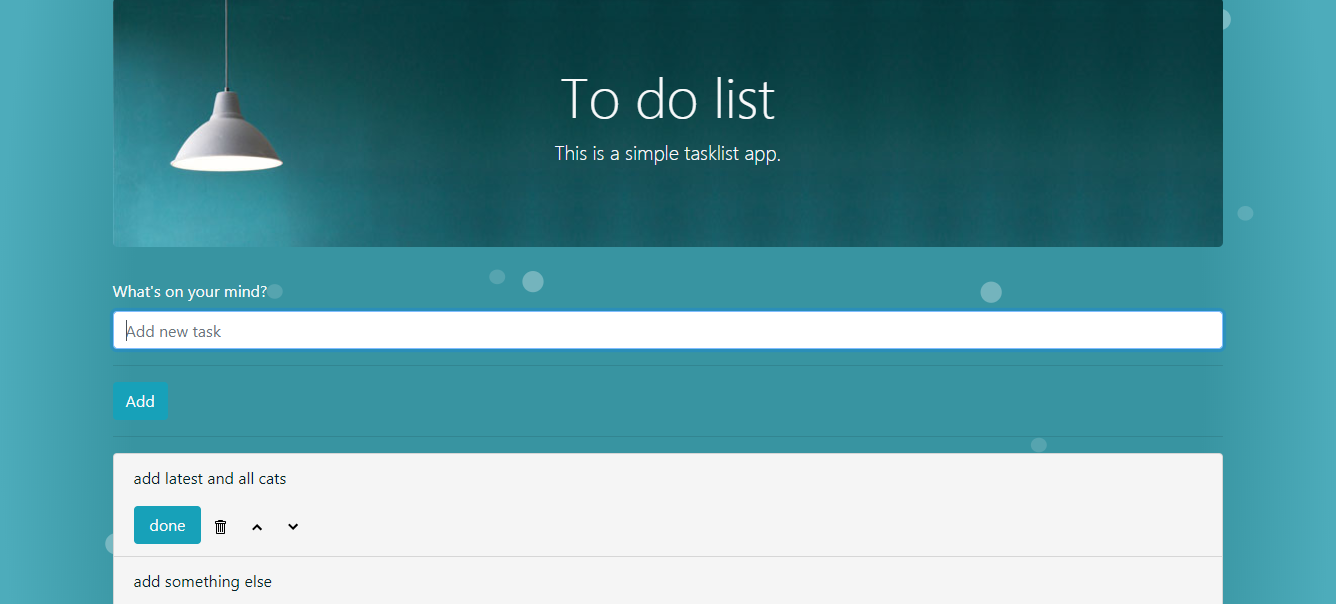 To do list
This is a simple tasklist app.
What's on your mind?
Add new task
Add
add latest and all cats
done
add something else